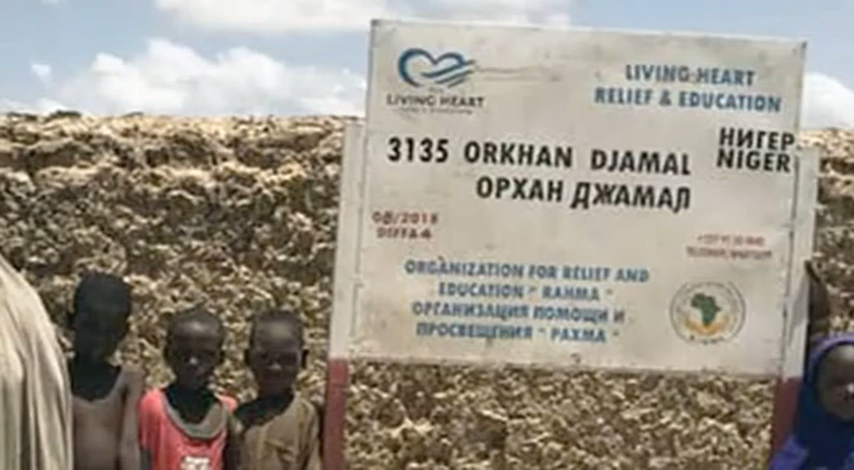 LIVING HEART
LIVING HEART
RELIEF & EDUCATION
НИГЕР
NIGER
3135 ORKHAN DJAMAL
ОРХАН ДЖАМАЛ
08/2018
DIFFA 4
ORGANIZATION FOR RELIEF AND
EDUCATION " RAHMA "
ОРГАНИЗАЦИЯ ПОМОЩИ И
ПРОСВЕЩЕНИЯ " РАХМА "